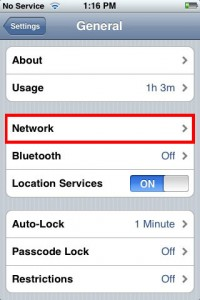 No Service 1:16 PM
Settings General
About
Usage 1h 3m
Network
Bluetooth Off
Location Services ON
Auto-Lock 1 Minute
Passcode Lock Off
Restrictions Off